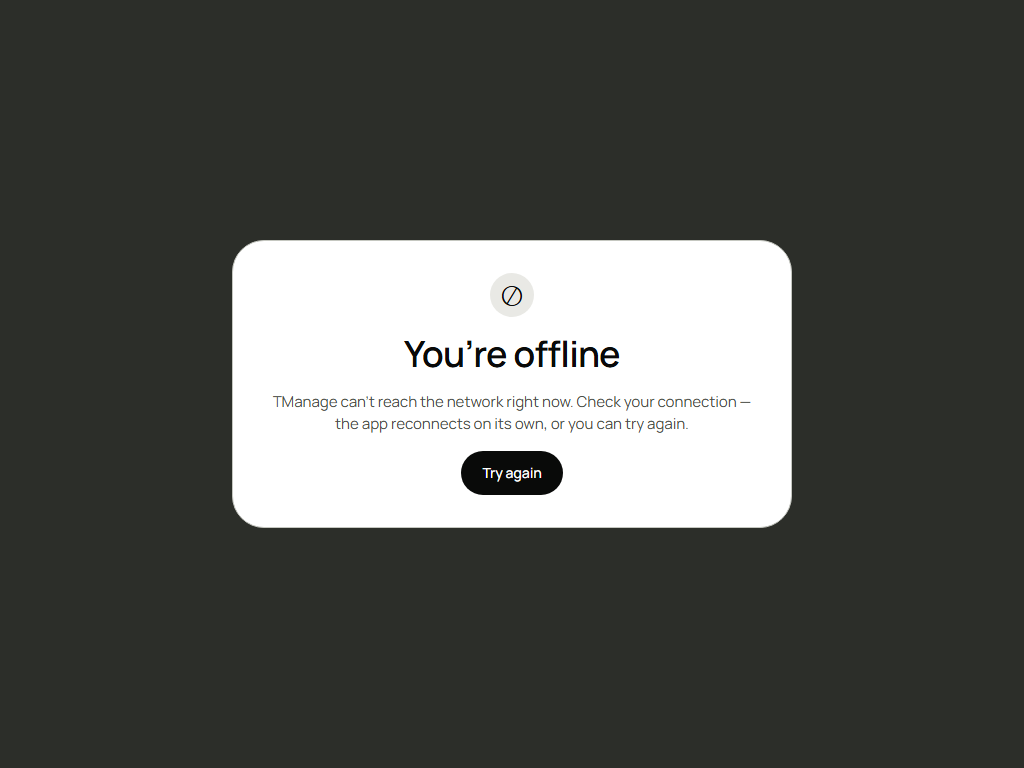 You’re offline
TManage can’t reach the network right now. Check your connection —
the app reconnects on its own, or you can try again.
Try again